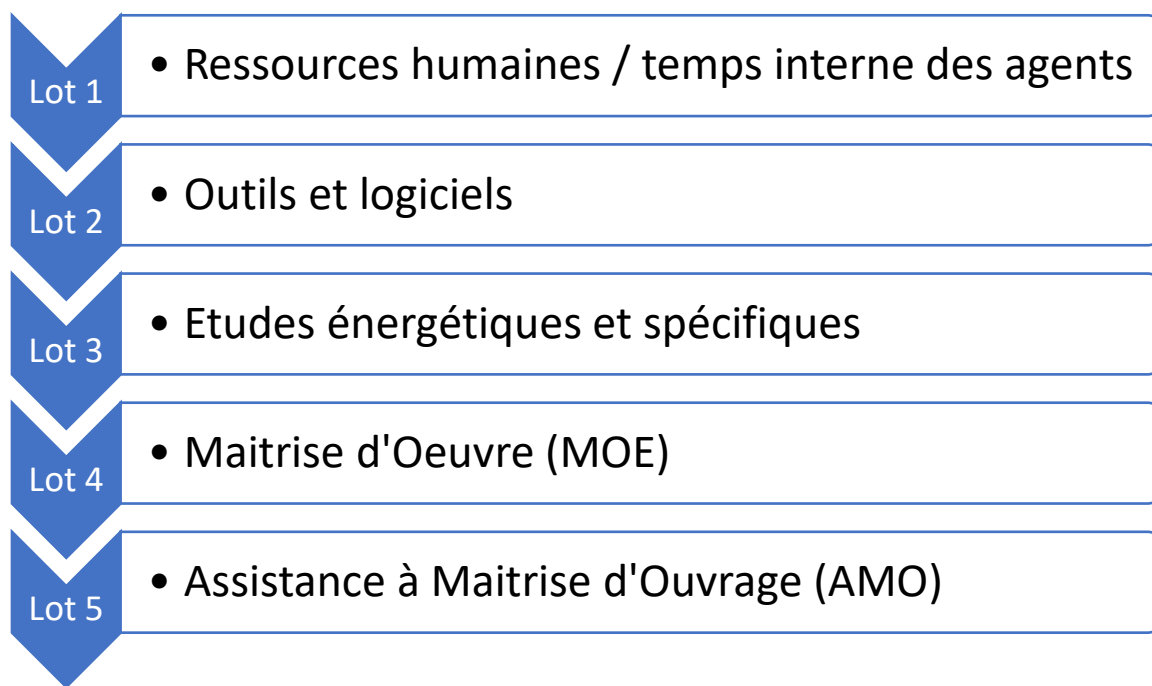 Lot 1
• Ressources humaines / temps interne des agents
Lot 2
• Outils et logiciels
Lot 3
• Etudes énergétiques et spécifiques
Lot 4
• Maitrise d'Oeuvre (MOE)
Lot 5
• Assistance à Maitrise d'Ouvrage (AMO)